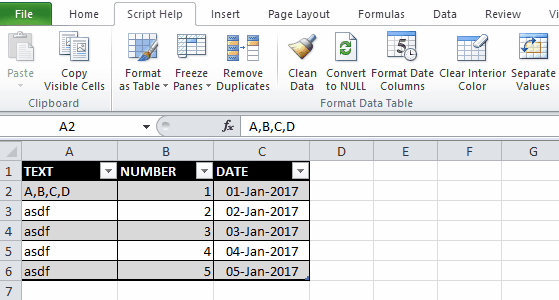 File Home Script Help Insert Page Layout Formulas Data Review Vi
Paste Copy Visible Cells Format as Table Freeze Panes Remove Duplicates Clean Data Convert to NULL Format Date Columns Clear Interior Color Separate Values
Clipboard Format Data Table
A2 fx A,B,C,D
A B C D E F G
1 TEXT NUMBER DATE
2 A,B,C,D 1 01-Jan-2017
3 asdf 2 02-Jan-2017
4 asdf 3 03-Jan-2017
5 asdf 4 04-Jan-2017
6 asdf 5 05-Jan-2017
7